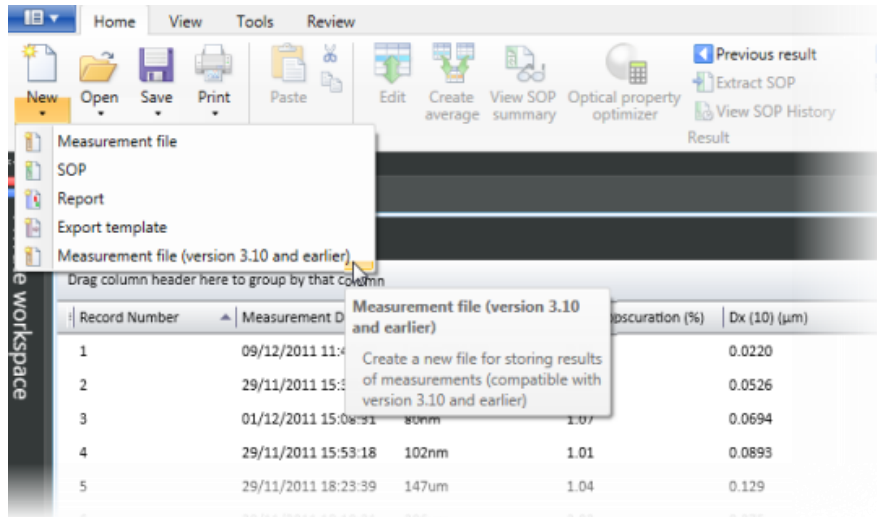 Home View Tools Review
New Open Save Print Paste Edit Create average View SOP summary Optical property optimizer
Previous result
Extract SOP
View SOP History
Result
Measurement file
SOP
Report
Export template
Measurement file (version 3.10 and earlier)
Drag column header here to group by that column
workspace
Record Number Measurement D obscuration (%) Dx (10) (μm)
Measurement file (version 3.10
and earlier)
Create a new file for storing results
of measurements (compatible with
version 3.10 and earlier)
1 09/12/2011 11:4 0.0220
2 29/11/2011 15:3 0.0526
3 01/12/2011 15:08:31 80nm 1.07 0.0694
4 29/11/2011 15:53:18 102nm 1.01 0.0893
5 29/11/2011 18:23:39 147um 1.04 0.129